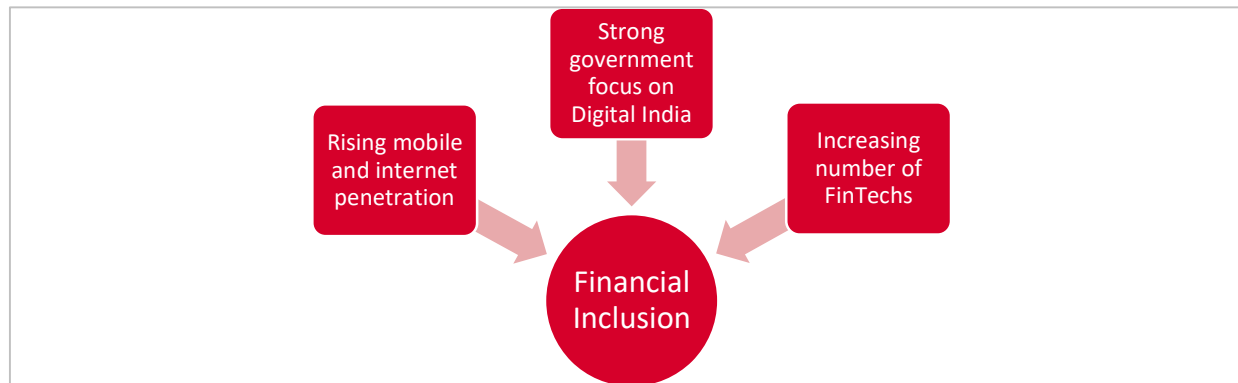 Strong
government
focus on
Digital India
Rising mobile
and internet
penetration
Increasing
number of
FinTechs
Financial
Inclusion